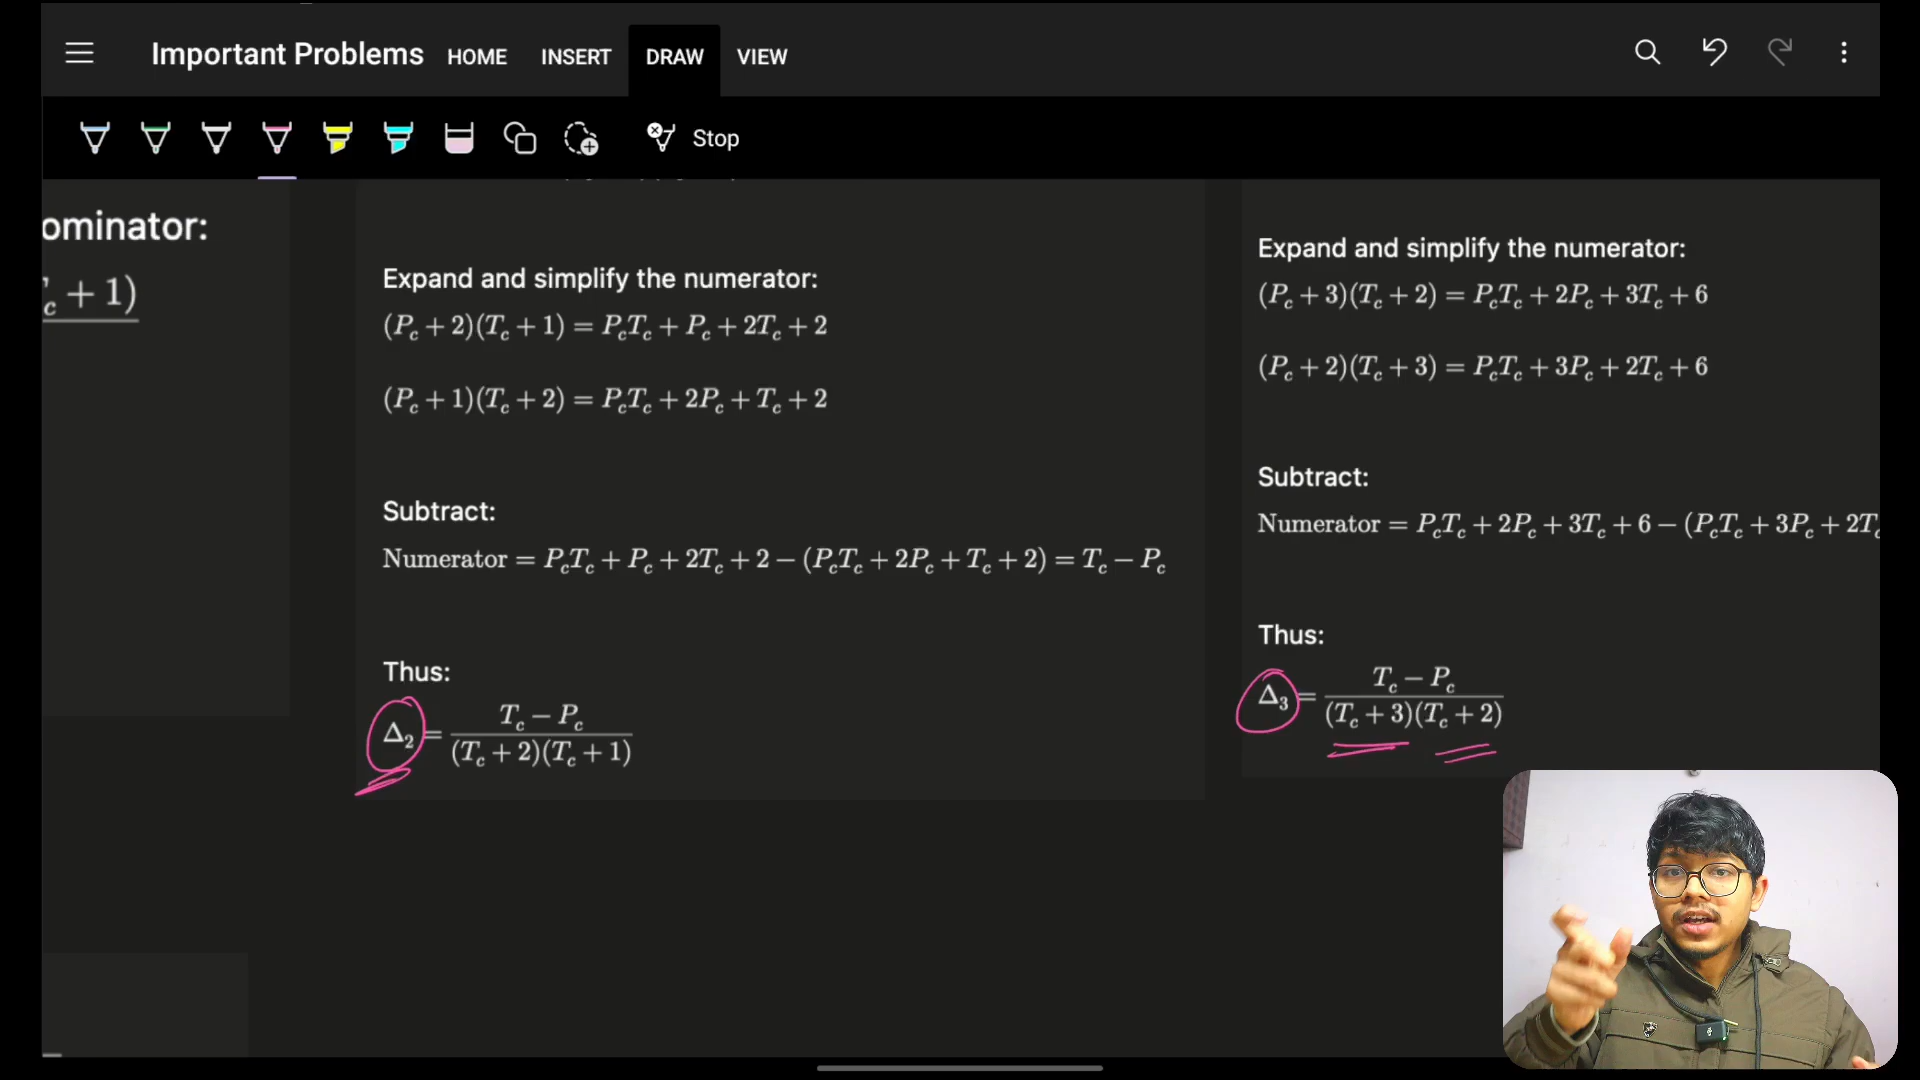 Important Problems HOME INSERT DRAW VIEW
Stop
ominator:
c + 1)
Expand and simplify the numerator:
(P_c + 2)(T_c + 1) = P_cT_c + P_c + 2T_c + 2
(P_c + 1)(T_c + 2) = P_cT_c + 2P_c + T_c + 2
Subtract:
Numerator = P_cT_c + P_c + 2T_c + 2 − (P_cT_c + 2P_c + T_c + 2) = T_c − P_c
Thus:
Δ_2 = \frac{T_c − P_c}{(T_c + 2)(T_c + 1)}
Expand and simplify the numerator:
(P_c + 3)(T_c + 2) = P_cT_c + 2P_c + 3T_c + 6
(P_c + 2)(T_c + 3) = P_cT_c + 3P_c + 2T_c + 6
Subtract:
Numerator = P_cT_c + 2P_c + 3T_c + 6 − (P_cT_c + 3P_c + 2T_c
Thus:
Δ_3 = \frac{T_c − P_c}{(T_c + 3)(T_c + 2)}